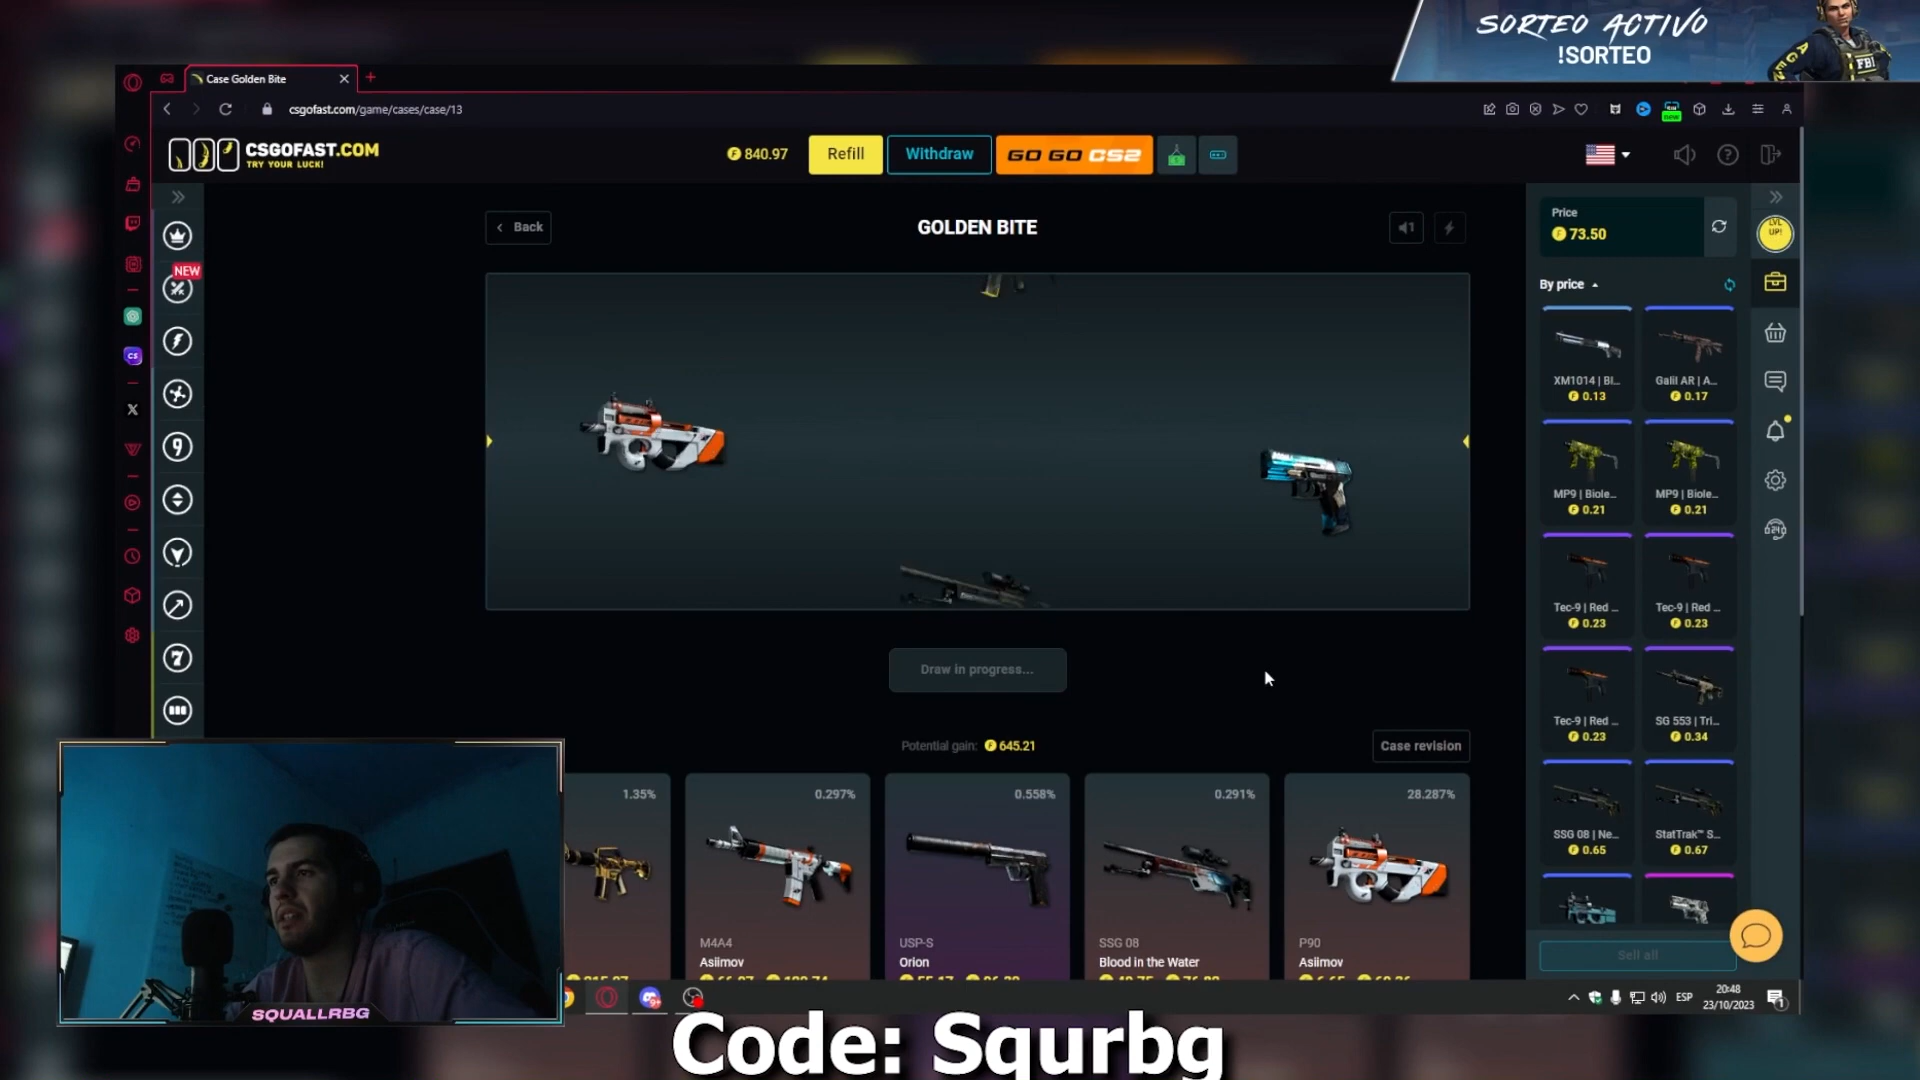 SORTEO ACTIVO
!SORTEO
Case Golden Bite
csgofast.com/game/cases/case/13
CSGOFAST.COM
TRY YOUR LUCK!
840.97
Refill
Withdraw
GO GO CS2
Back
GOLDEN BITE
Price
73.50
LVL
UP!
NEW
By price
XM1014 | Bl...
0.13
Galil AR | A...
0.17
MP9 | Biole...
0.21
MP9 | Biole...
0.21
Tec-9 | Red ...
0.23
Tec-9 | Red ...
0.23
Tec-9 | Red ...
0.23
SG 553 | Tri...
0.34
SSG 08 | Ne...
0.65
StatTrak™ S...
0.67
Sell all
Draw in progress...
Potential gain: 645.21
Case revision
1.35%
0.297%
M4A4
Asiimov
0.558%
USP-S
Orion
0.291%
SSG 08
Blood in the Water
28.287%
P90
Asiimov
FBI
SQUALLRBG
ESP
20:48
23/10/2023
Code: Squrbg